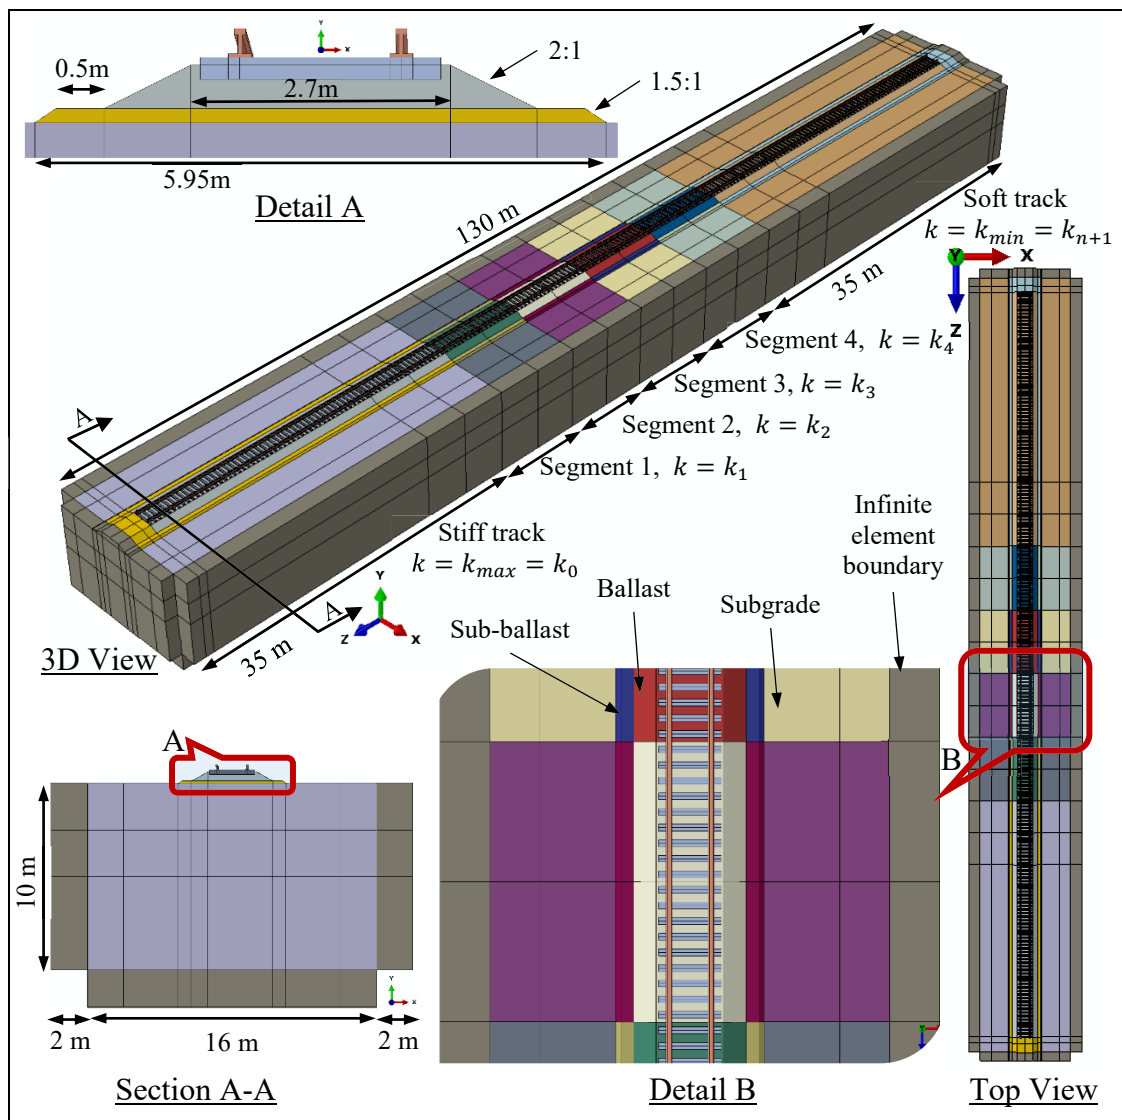 Y
X
0.5m
2:1
2.7m
1.5:1
5.95m
Detail A
130 m
Soft track
k = k_min = k_{n+1}
Y
X
Z
35 m
Segment 4, k = k_4
Segment 3, k = k_3
Segment 2, k = k_2
Segment 1, k = k_1
A
Stiff track
k = k_max = k_0
Infinite
element
boundary
Ballast
Subgrade
Sub-ballast
A
Y
Z
X
3D View
35 m
A
B
10 m
Y
X
2 m
16 m
2 m
Section A-A
Detail B
Top View